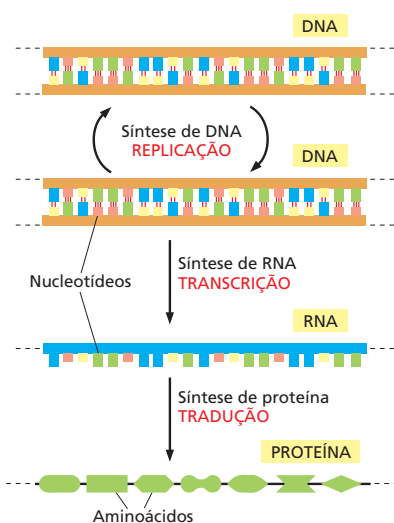 DNA
Síntese de DNA
REPLICAÇÃO
DNA
Nucleotídeos
Síntese de RNA
TRANSCRIÇÃO
RNA
Síntese de proteína
TRADUÇÃO
PROTEÍNA
Aminoácidos